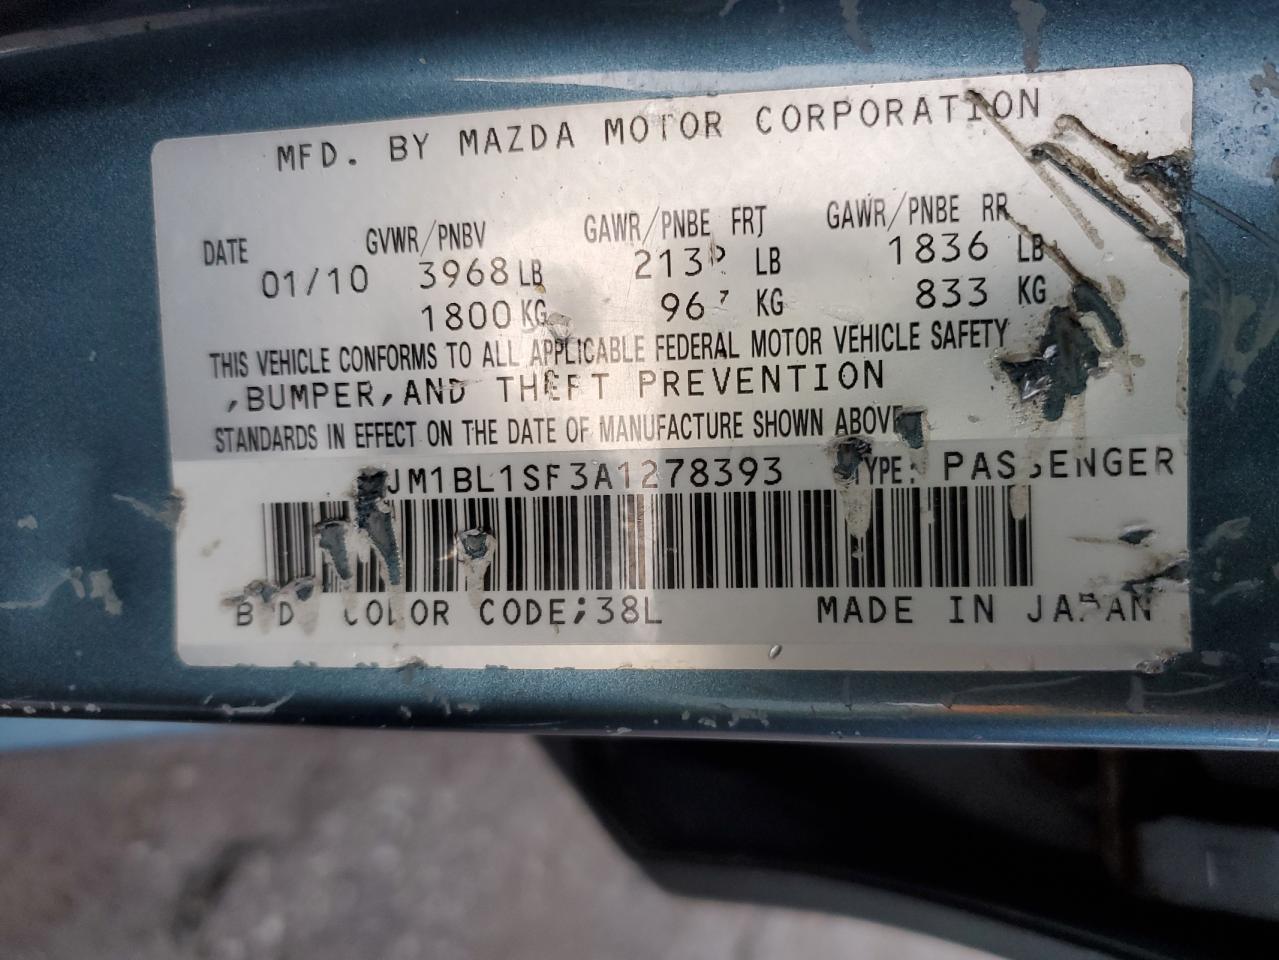 MFD. BY MAZDA MOTOR CORPORATION
DATE GVWR/PNBV GAWR/PNBE FRT GAWR/PNBE RR
01/10 3968 LB LB 1836 LB
1800 KG KG 833 KG
THIS VEHICLE CONFORMS TO ALL APPLICABLE FEDERAL MOTOR VEHICLE SAFETY
,BUMPER,AND THEFT PREVENTION
STANDARDS IN EFFECT ON THE DATE OF MANUFACTURE SHOWN ABOVE
JM1BL1SF3A1278393 TYPE: PASSENGER
COLOR CODE;38L MADE IN JAPAN